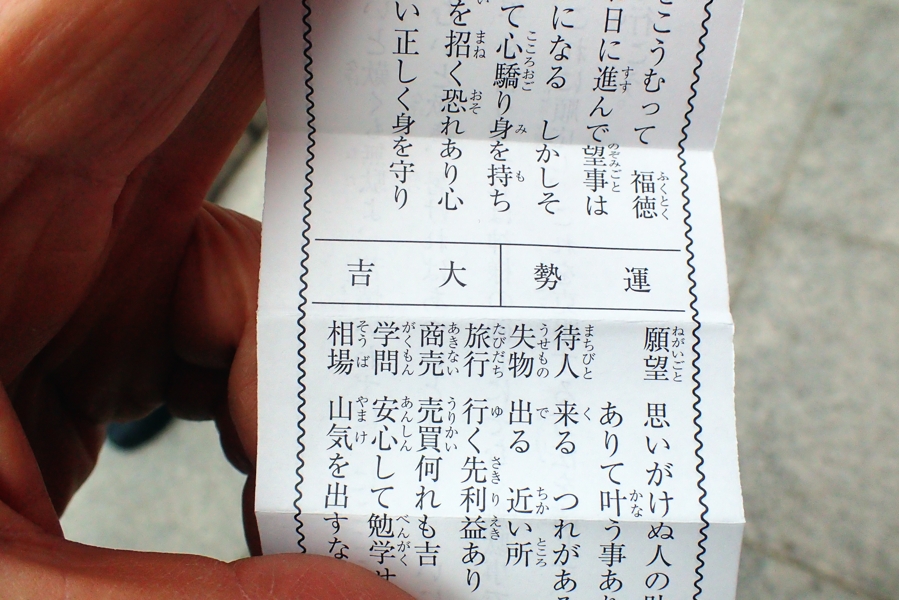 こうむって 福徳
日に進んで望事は
になる しかしそ
て心驕り身を持ち
を招く恐れあり心
い正しく身を守り
運勢 大吉
願望 思いがけぬ人の
ありて叶う事あり
待人 来る つれがある
失物 出る 近い所
旅行 行く先利益あり
商売 売買何れも吉
学問 安心して勉学せ
相場 山気を出すな